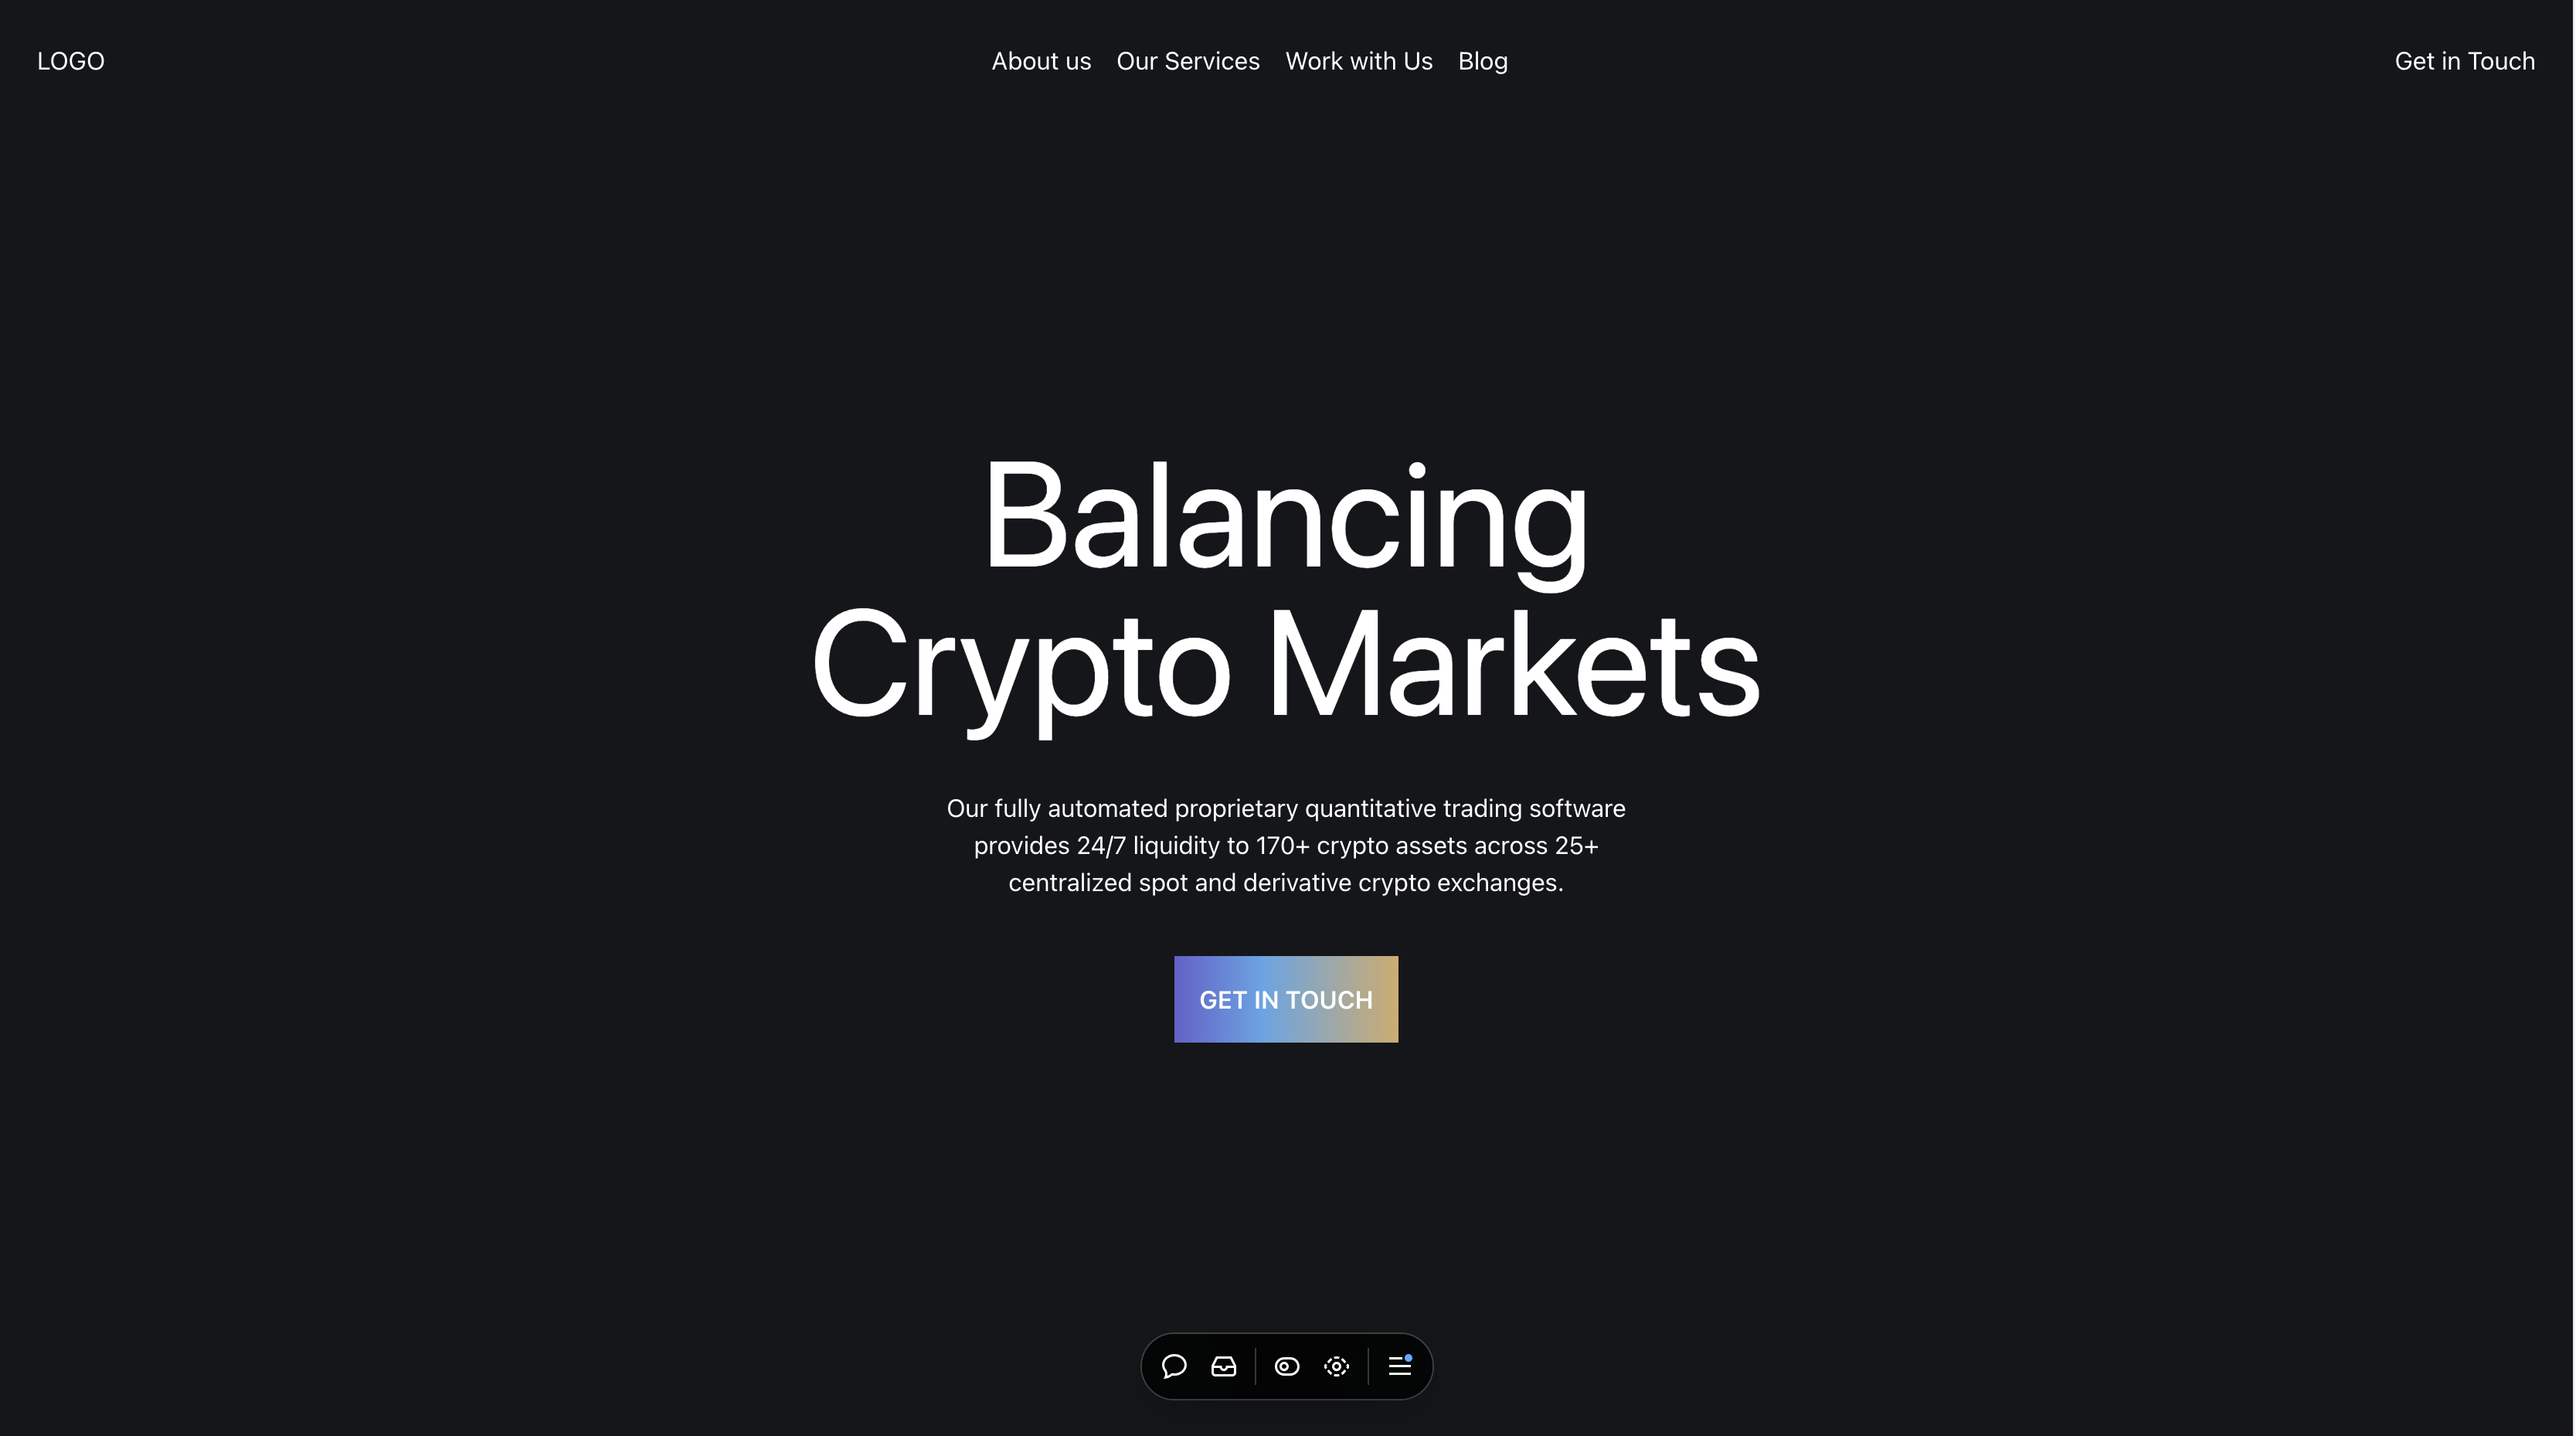 LOGO
About us Our Services Work with Us Blog
Get in Touch
Balancing
Crypto Markets
Our fully automated proprietary quantitative trading software
provides 24/7 liquidity to 170+ crypto assets across 25+
centralized spot and derivative crypto exchanges.
GET IN TOUCH